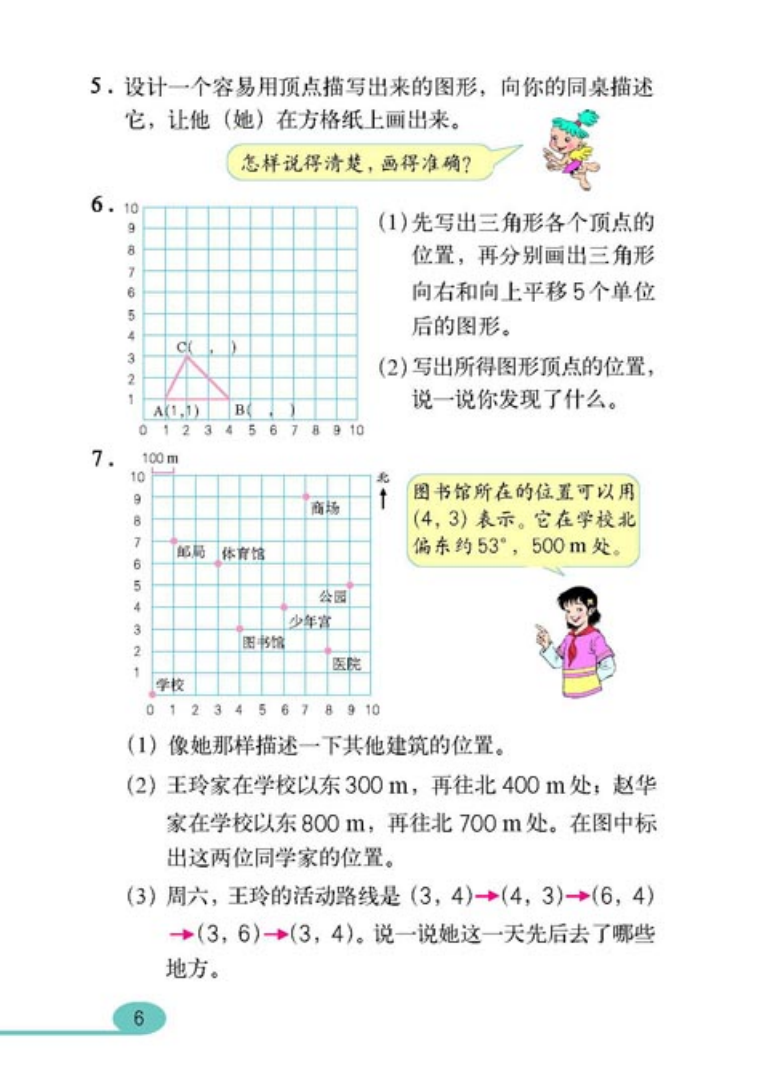 5. 设计一个容易用顶点描写出来的图形，向你的同桌描述
它，让他（她）在方格纸上画出来。
怎样说得清楚，画得准确？
6.
10
9
8
7
6
5
4
3
2
1
C( , )
A(1,1) B( , )
0 1 2 3 4 5 6 7 8 9 10
(1)先写出三角形各个顶点的
位置，再分别画出三角形
向右和向上平移5个单位
后的图形。
(2)写出所得图形顶点的位置，
说一说你发现了什么。
7.
100 m
10
9
8
7
6
5
4
3
2
1
北
商场
邮局 体育馆
公园
少年宫
图书馆
医院
学校
0 1 2 3 4 5 6 7 8 9 10
图书馆所在的位置可以用
(4, 3) 表示。它在学校北
偏东约53°，500 m 处。
(1) 像她那样描述一下其他建筑的位置。
(2) 王玲家在学校以东300 m，再往北 400 m处；赵华
家在学校以东800 m，再往北 700 m处。在图中标
出这两位同学家的位置。
(3) 周六，王玲的活动路线是 (3, 4)→(4, 3)→(6, 4)
→(3, 6)→(3, 4)。说一说她这一天先后去了哪些
地方。
6